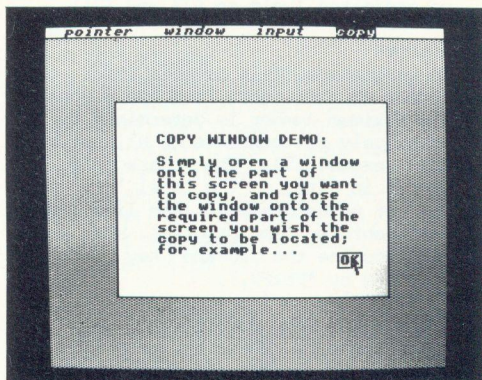 pointer window input copy
COPY WINDOW DEMO:
Simply open a window
onto the part of
this screen you want
to copy, and close
the window onto the
required part of the
screen you wish the
copy to be located;
for example...
OK